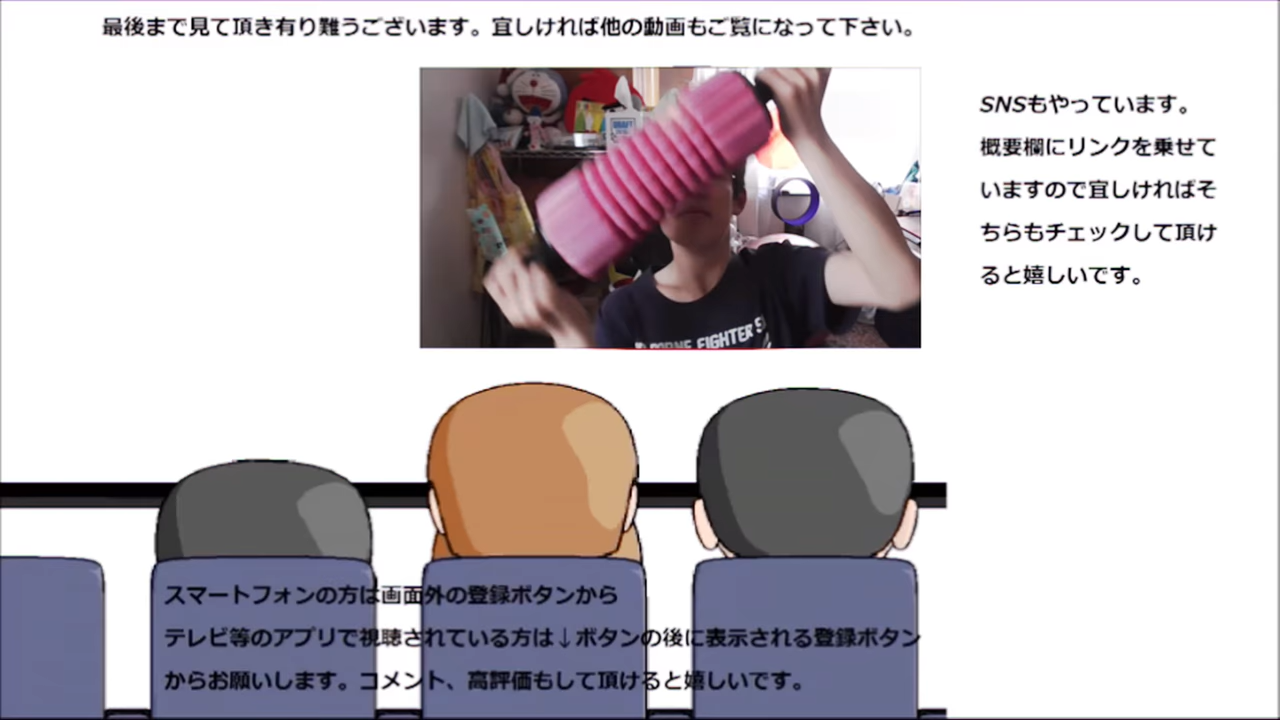 最後まで見て頂き有り難うございます。宜しければ他の動画もご覧になって下さい。
SNSもやっています。
概要欄にリンクを乗せて
いますので宜しければそ
ちらもチェックして頂け
ると嬉しいです。
DRAFT
FIGHTER
スマートフォンの方は画面外の登録ボタンから
テレビ等のアプリで視聴されている方は↓ボタンの後に表示される登録ボタン
からお願いします。コメント、高評価もして頂けると嬉しいです。